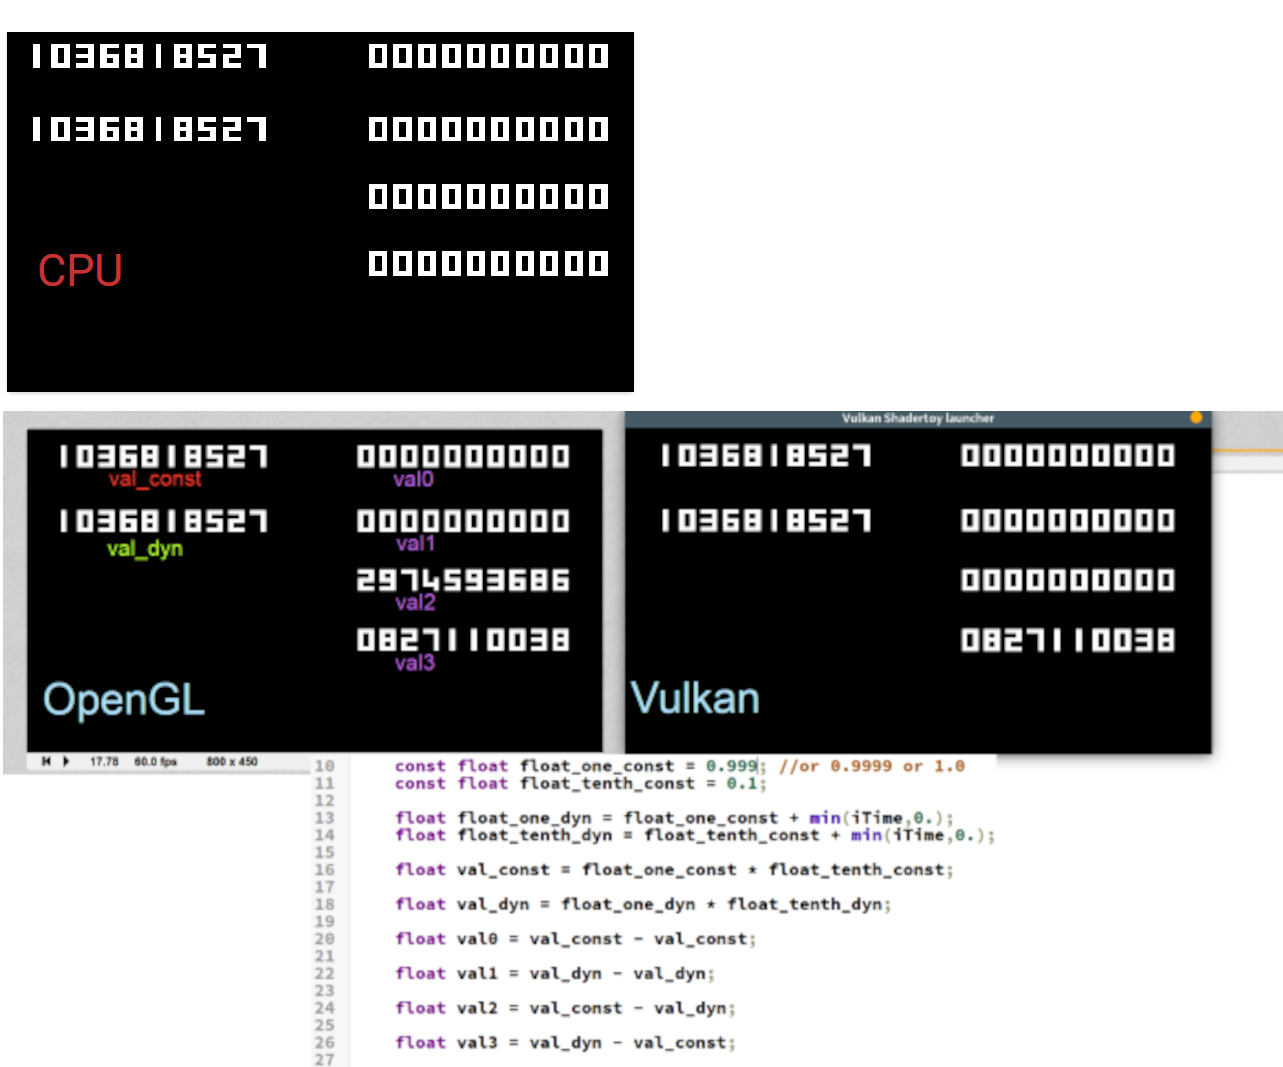 1036818527 0000000000
1036818527 0000000000
0000000000
CPU
0000000000
Vulkan Shadertoy launcher
1036818527 0000000000
val_const val0
1036818527 0000000000
val_dyn val1
2974593686
val2
0827110038
val3
OpenGL
1036818527 0000000000
1036818527 0000000000
0000000000
0827110038
Vulkan
17.78 60.0 fps 800 x 450
10 const float float_one_const = 0.999; //or 0.9999 or 1.0
11 const float float_tenth_const = 0.1;
12
13 float float_one_dyn = float_one_const + min(iTime,0.);
14 float float_tenth_dyn = float_tenth_const + min(iTime,0.);
15
16 float val_const = float_one_const * float_tenth_const;
17
18 float val_dyn = float_one_dyn * float_tenth_dyn;
19
20 float val0 = val_const - val_const;
21
22 float val1 = val_dyn - val_dyn;
23
24 float val2 = val_const - val_dyn;
25
26 float val3 = val_dyn - val_const;
27